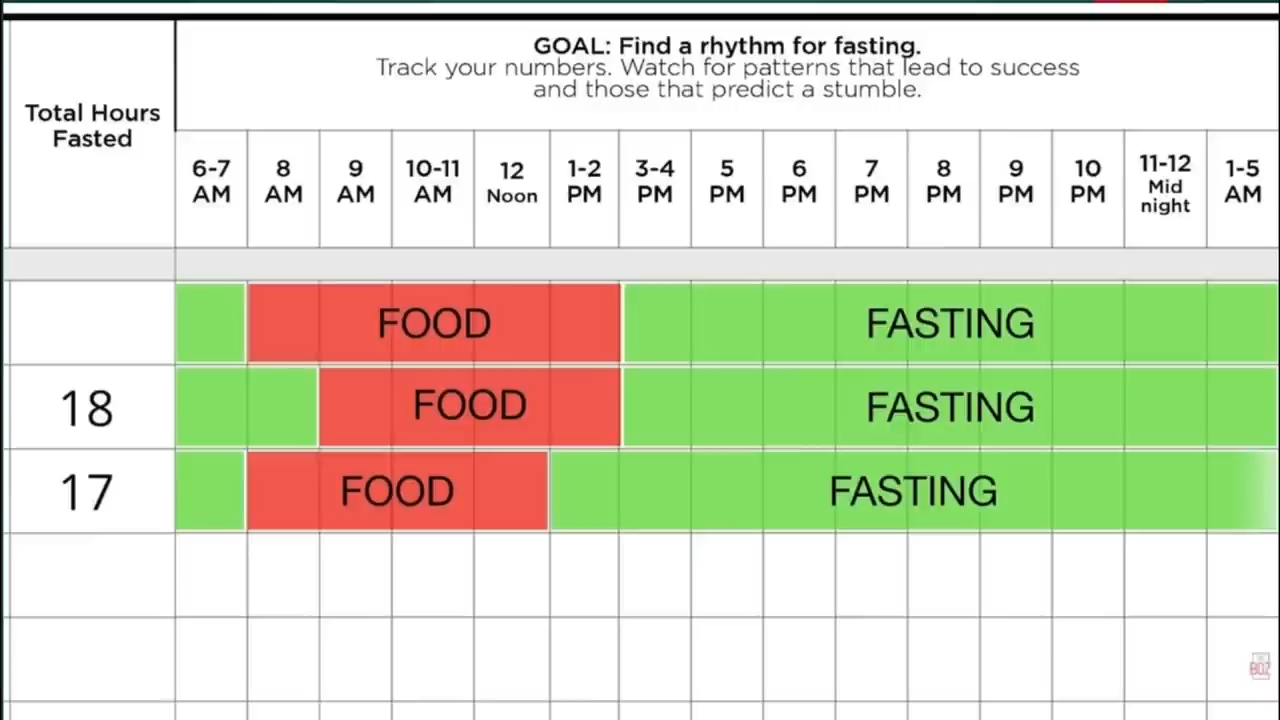 GOAL: Find a rhythm for fasting.
Track your numbers. Watch for patterns that lead to success
and those that predict a stumble.
Total Hours
Fasted
6-7 AM
8 AM
9 AM
10-11 AM
12 Noon
1-2 PM
3-4 PM
5 PM
6 PM
7 PM
8 PM
9 PM
10 PM
11-12 Mid night
1-5 AM
FOOD FASTING
18 FOOD FASTING
17 FOOD FASTING
BOZ